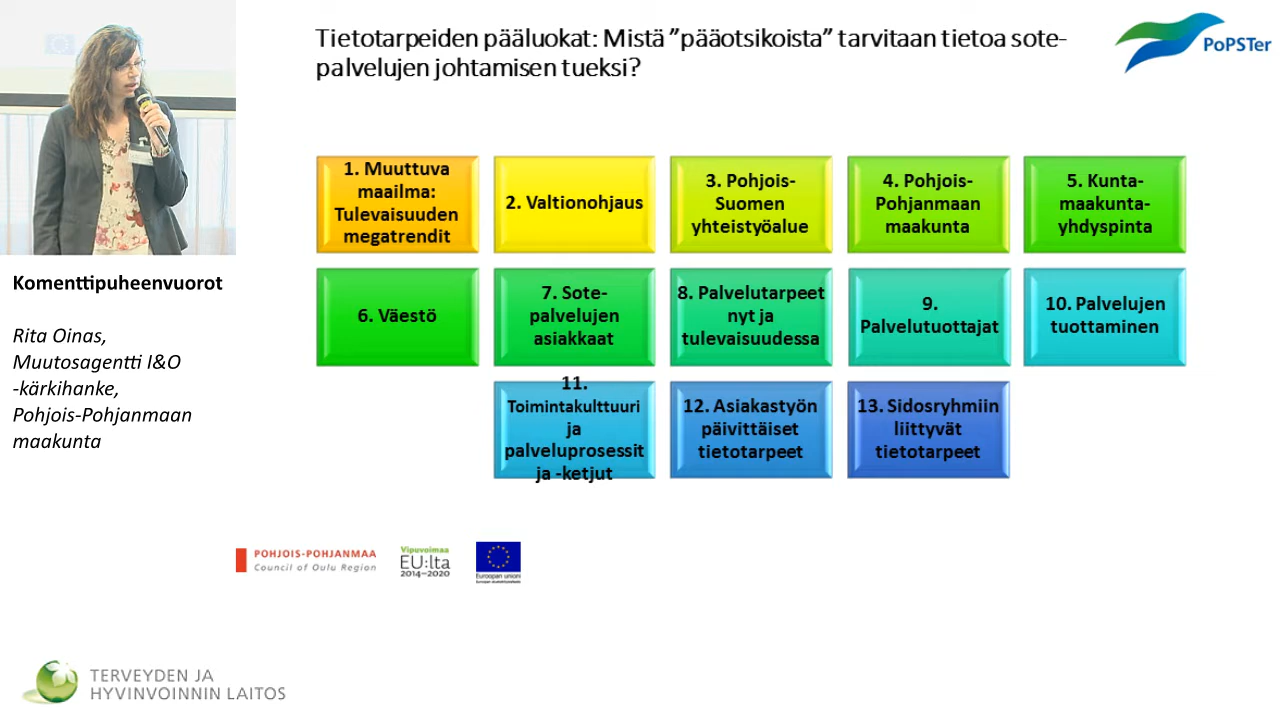 Tietotarpeiden pääluokat: Mistä ”pääotsikoista” tarvitaan tietoa sote-
palvelujen johtamisen tueksi?
PoPSTer
1. Muuttuva
maailma:
Tulevaisuuden
megatrendit
2. Valtionohjaus
3. Pohjois-
Suomen
yhteistyöalue
4. Pohjois-
Pohjanmaan
maakunta
5. Kunta-
maakunta-
yhdyspinta
6. Väestö
7. Sote-
palvelujen
asiakkaat
8. Palvelutarpeet
nyt ja
tulevaisuudessa
9.
Palvelutuottajat
10. Palvelujen
tuottaminen
11.
Toimintakulttuuri
ja
palveluprosessit
ja -ketjut
12. Asiakastyön
päivittäiset
tietotarpeet
13. Sidosryhmiin
liittyvät
tietotarpeet
Komenttipuheenvuorot
Rita Oinas,
Muutosagentti I&O
-kärkihanke,
Pohjois-Pohjanmaan
maakunta
POHJOIS-POHJANMAA
Council of Oulu Region
Vipuvoimaa
EU:lta
2014–2020
Euroopan unioni
TERVEYDEN JA
HYVINVOINNIN LAITOS